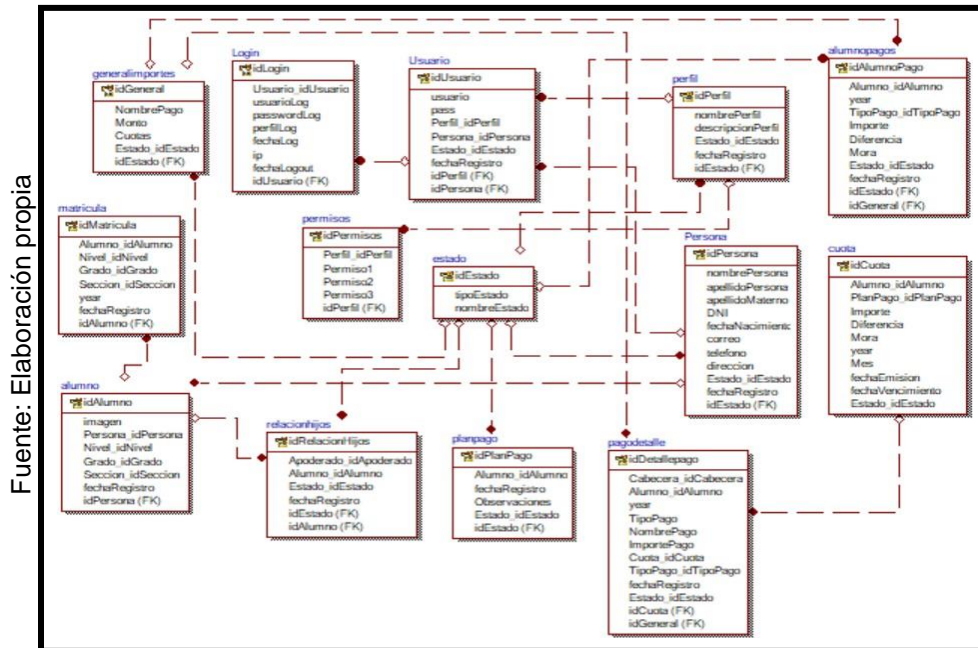 Fuente: Elaboración propia
generalimportes
idGeneral
NombrePago
Monto
Cuotas
Estado_idEstado
idEstado (FK)
Login
idLogin
Usuario_idUsuario
usuarioLog
passwordLog
perfilLog
fechaLog
ip
fechaLogout
idUsuario (FK)
Usuario
idUsuario
usuario
pass
Perfil_idPerfil
Persona_idPersona
Estado_idEstado
fechaRegistro
idPerfil (FK)
idPersona (FK)
perfil
idPerfil
nombrePerfil
descripcionPerfil
Estado_idEstado
fechaRegistro
idEstado (FK)
alumnopagos
idAlumnoPago
Alumno_idAlumno
year
TipoPago_idTipoPago
Importe
Diferencia
Mora
Estado_idEstado
fechaRegistro
idEstado (FK)
idGeneral (FK)
matricula
idMatricula
Alumno_idAlumno
Nivel_idNivel
Grado_idGrado
Seccion_idSeccion
year
fechaRegistro
idAlumno (FK)
permisos
idPermisos
Perfil_idPerfil
Permiso1
Permiso2
Permiso3
idPerfil (FK)
estado
idEstado
tipoEstado
nombreEstado
Persona
idPersona
nombrePersona
apellidoPersona
apellidoMaterno
DNI
fechaNacimiento
correo
telefono
direccion
Estado_idEstado
fechaRegistro
idEstado (FK)
cuota
idCuota
Alumno_idAlumno
PlanPago_idPlanPago
Importe
Diferencia
Mora
year
Mes
fechaEmision
fechaVencimiento
Estado_idEstado
alumno
idAlumno
imagen
Persona_idPersona
Nivel_idNivel
Grado_idGrado
Seccion_idSeccion
fechaRegistro
idPersona (FK)
relacionhijos
idRelacionHijos
Apoderado_idApoderado
Alumno_idAlumno
Estado_idEstado
fechaRegistro
idEstado (FK)
idAlumno (FK)
planpago
idPlanPago
Alumno_idAlumno
fechaRegistro
Observaciones
Estado_idEstado
idEstado (FK)
pagodetalle
idDetallepago
Cabecera_idCabecera
Alumno_idAlumno
year
TipoPago
NombrePago
ImportePago
Cuota_idCuota
TipoPago_idTipoPago
fechaRegistro
Estado_idEstado
idCuota (FK)
idGeneral (FK)